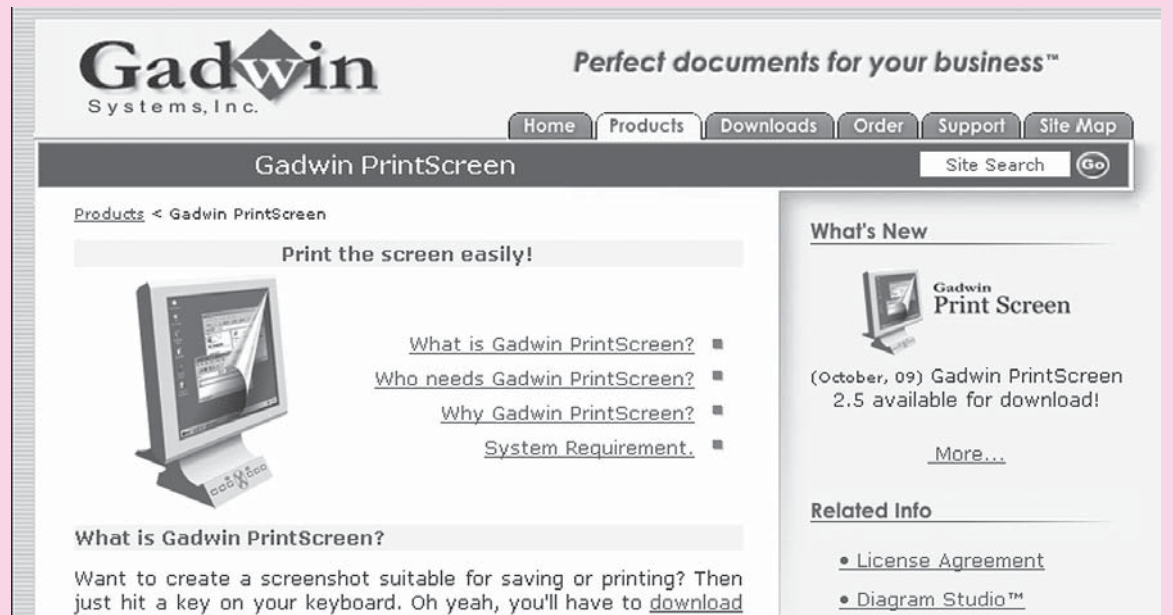 Gadwin
Systems, Inc.
Perfect documents for your business™
Home Products Downloads Order Support Site Map
Gadwin PrintScreen
Site Search Go
Products < Gadwin PrintScreen
Print the screen easily!
What is Gadwin PrintScreen?
Who needs Gadwin PrintScreen?
Why Gadwin PrintScreen?
System Requirement.
What is Gadwin PrintScreen?
Want to create a screenshot suitable for saving or printing? Then
just hit a key on your keyboard. Oh yeah, you'll have to download
What's New
Gadwin
Print Screen
(October, 09) Gadwin PrintScreen
2.5 available for download!
More...
Related Info
• License Agreement
• Diagram Studio™